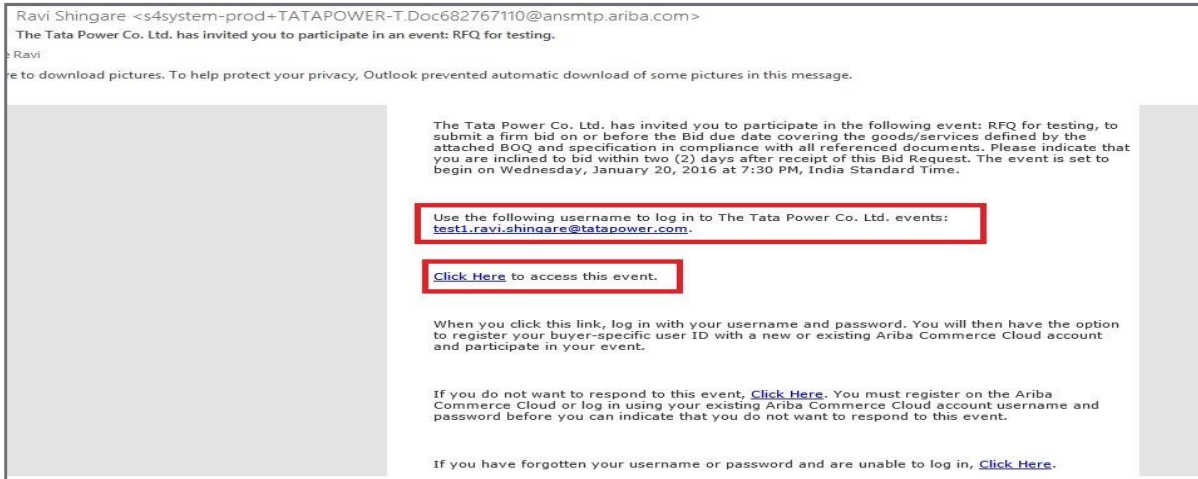 Ravi Shingare <s4system-prod+TATAPOWER-T.Doc682767110@ansmtp.ariba.com>
The Tata Power Co. Ltd. has invited you to participate in an event: RFQ for testing.
Ravi
re to download pictures. To help protect your privacy, Outlook prevented automatic download of some pictures in this message.
The Tata Power Co. Ltd. has invited you to participate in the following event: RFQ for testing, to
submit a firm bid on or before the Bid due date covering the goods/services defined by the
attached BOQ and specification in compliance with all referenced documents. Please indicate that
you are inclined to bid within two (2) days after receipt of this Bid Request. The event is set to
begin on Wednesday, January 20, 2016 at 7:30 PM, India Standard Time.
Use the following username to log in to The Tata Power Co. Ltd. events:
test1.ravi.shingare@tatapower.com.
Click Here to access this event.
When you click this link, log in with your username and password. You will then have the option
to register your buyer-specific user ID with a new or existing Ariba Commerce Cloud account
and participate in your event.
If you do not want to respond to this event, Click Here. You must register on the Ariba
Commerce Cloud or log in using your existing Ariba Commerce Cloud account username and
password before you can indicate that you do not want to respond to this event.
If you have forgotten your username or password and are unable to log in, Click Here.